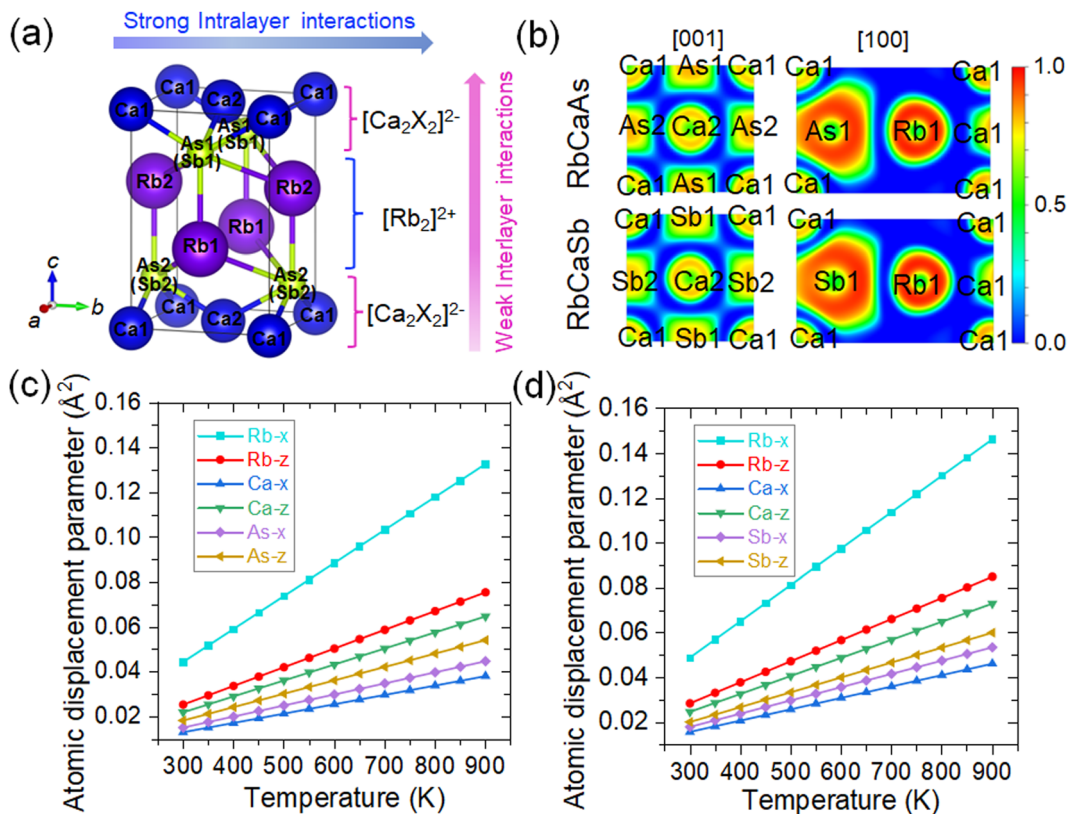 (a)
Strong Intralayer interactions
Weak Interlayer interactions
Ca1
Ca2
Ca1
Ca1
Ca1
As1
(Sb1)
As1
(Sb1)
[Ca₂X₂]²⁻
Rb2
Rb2
[Rb₂]²⁺
Rb1
Rb1
As2
(Sb2)
As2
(Sb2)
[Ca₂X₂]²⁻
Ca1
Ca1
Ca2
Ca1
Ca1
c
b
a
(b)
[001] [100]
RbCaAs
Ca1 As1 Ca1
As2 Ca2 As2
Ca1 As1 Ca1
Ca1 Ca1
As1 Rb1 Ca1
Ca1 Ca1
RbCaSb
Ca1 Sb1 Ca1
Sb2 Ca2 Sb2
Ca1 Sb1 Ca1
Ca1 Ca1
Sb1 Rb1 Ca1
Ca1 Ca1
1.0
0.5
0.0
(c)
Atomic displacement parameter (Å²)
0.16
0.14
0.12
0.10
0.08
0.06
0.04
0.02
Rb-x
Rb-z
Ca-x
Ca-z
As-x
As-z
300 400 500 600 700 800 900
Temperature (K)
(d)
Atomic displacement parameter (Å²)
0.16
0.14
0.12
0.10
0.08
0.06
0.04
0.02
Rb-x
Rb-z
Ca-x
Ca-z
Sb-x
Sb-z
300 400 500 600 700 800 900
Temperature (K)